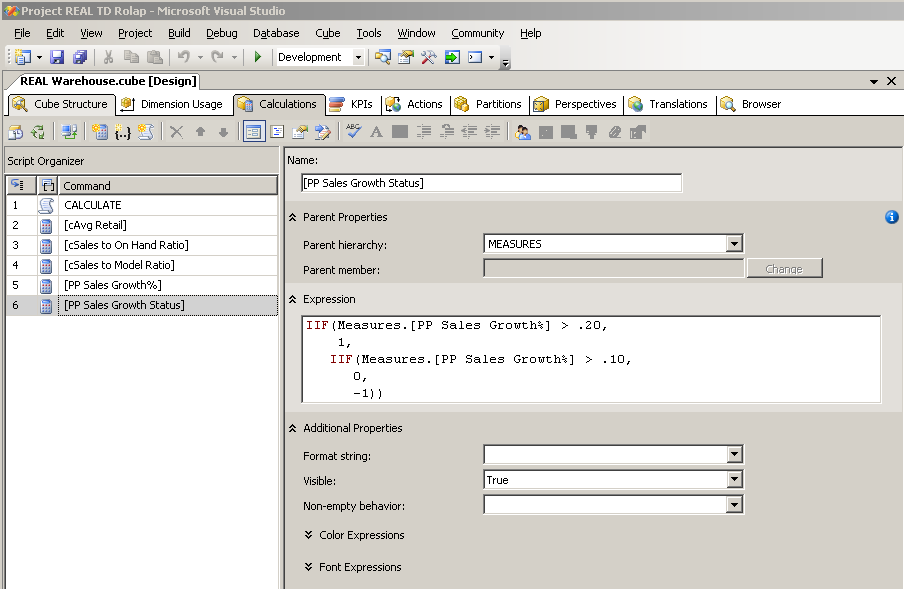 Project REAL TD Rolap - Microsoft Visual Studio
File Edit View Project Build Debug Database Cube Tools Window Community Help
Development
REAL Warehouse.cube [Design]
Cube Structure Dimension Usage Calculations KPIs Actions Partitions Perspectives Translations Browser
ABC A
Script Organizer
Name:
Command
[PP Sales Growth Status]
1 CALCULATE
2 [cAvg Retail]
3 [cSales to On Hand Ratio]
4 [cSales to Model Ratio]
5 [PP Sales Growth%]
6 [PP Sales Growth Status]
Parent Properties
Parent hierarchy: MEASURES
Parent member: Change
Expression
IIF(Measures.[PP Sales Growth%] > .20,
1,
IIF(Measures.[PP Sales Growth%] > .10,
0,
-1))
Additional Properties
Format string:
Visible: True
Non-empty behavior:
Color Expressions
Font Expressions